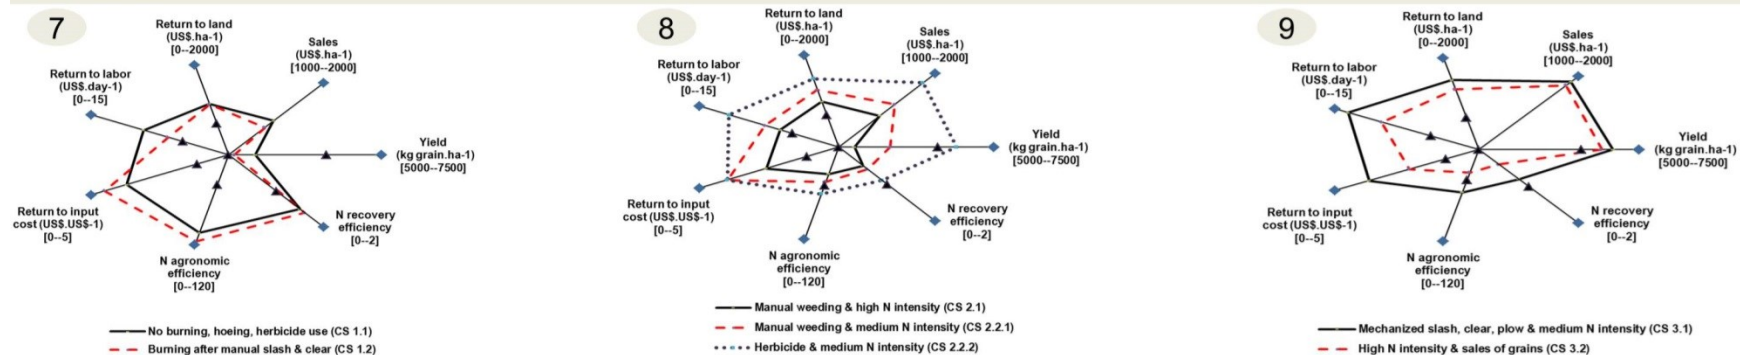 7
Return to land
(US$.ha-1)
[0--2000]
Sales
(US$.ha-1)
[1000--2000]
Return to labor
(US$.day-1)
[0--15]
Yield
(kg grain.ha-1)
[5000--7500]
Return to input
cost (US$.US$-1)
[0--5]
N recovery
efficiency
[0--2]
N agronomic
efficiency
[0--120]
No burning, hoeing, herbicide use (CS 1.1)
Burning after manual slash & clear (CS 1.2)
8
Return to land
(US$.ha-1)
[0--2000]
Sales
(US$.ha-1)
[1000--2000]
Return to labor
(US$.day-1)
[0--15]
Yield
(kg grain.ha-1)
[5000--7500]
Return to input
cost (US$.US$-1)
[0--5]
N recovery
efficiency
[0--2]
N agronomic
efficiency
[0--120]
Manual weeding & high N intensity (CS 2.1)
Manual weeding & medium N intensity (CS 2.2.1)
Herbicide & medium N intensity (CS 2.2.2)
9
Return to land
(US$.ha-1)
[0--2000]
Sales
(US$.ha-1)
[1000--2000]
Return to labor
(US$.day-1)
[0--15]
Yield
(kg grain.ha-1)
[5000--7500]
Return to input
cost (US$.US$-1)
[0--5]
N recovery
efficiency
[0--2]
N agronomic
efficiency
[0--120]
Mechanized slash, clear, plow & medium N intensity (CS 3.1)
High N intensity & sales of grains (CS 3.2)